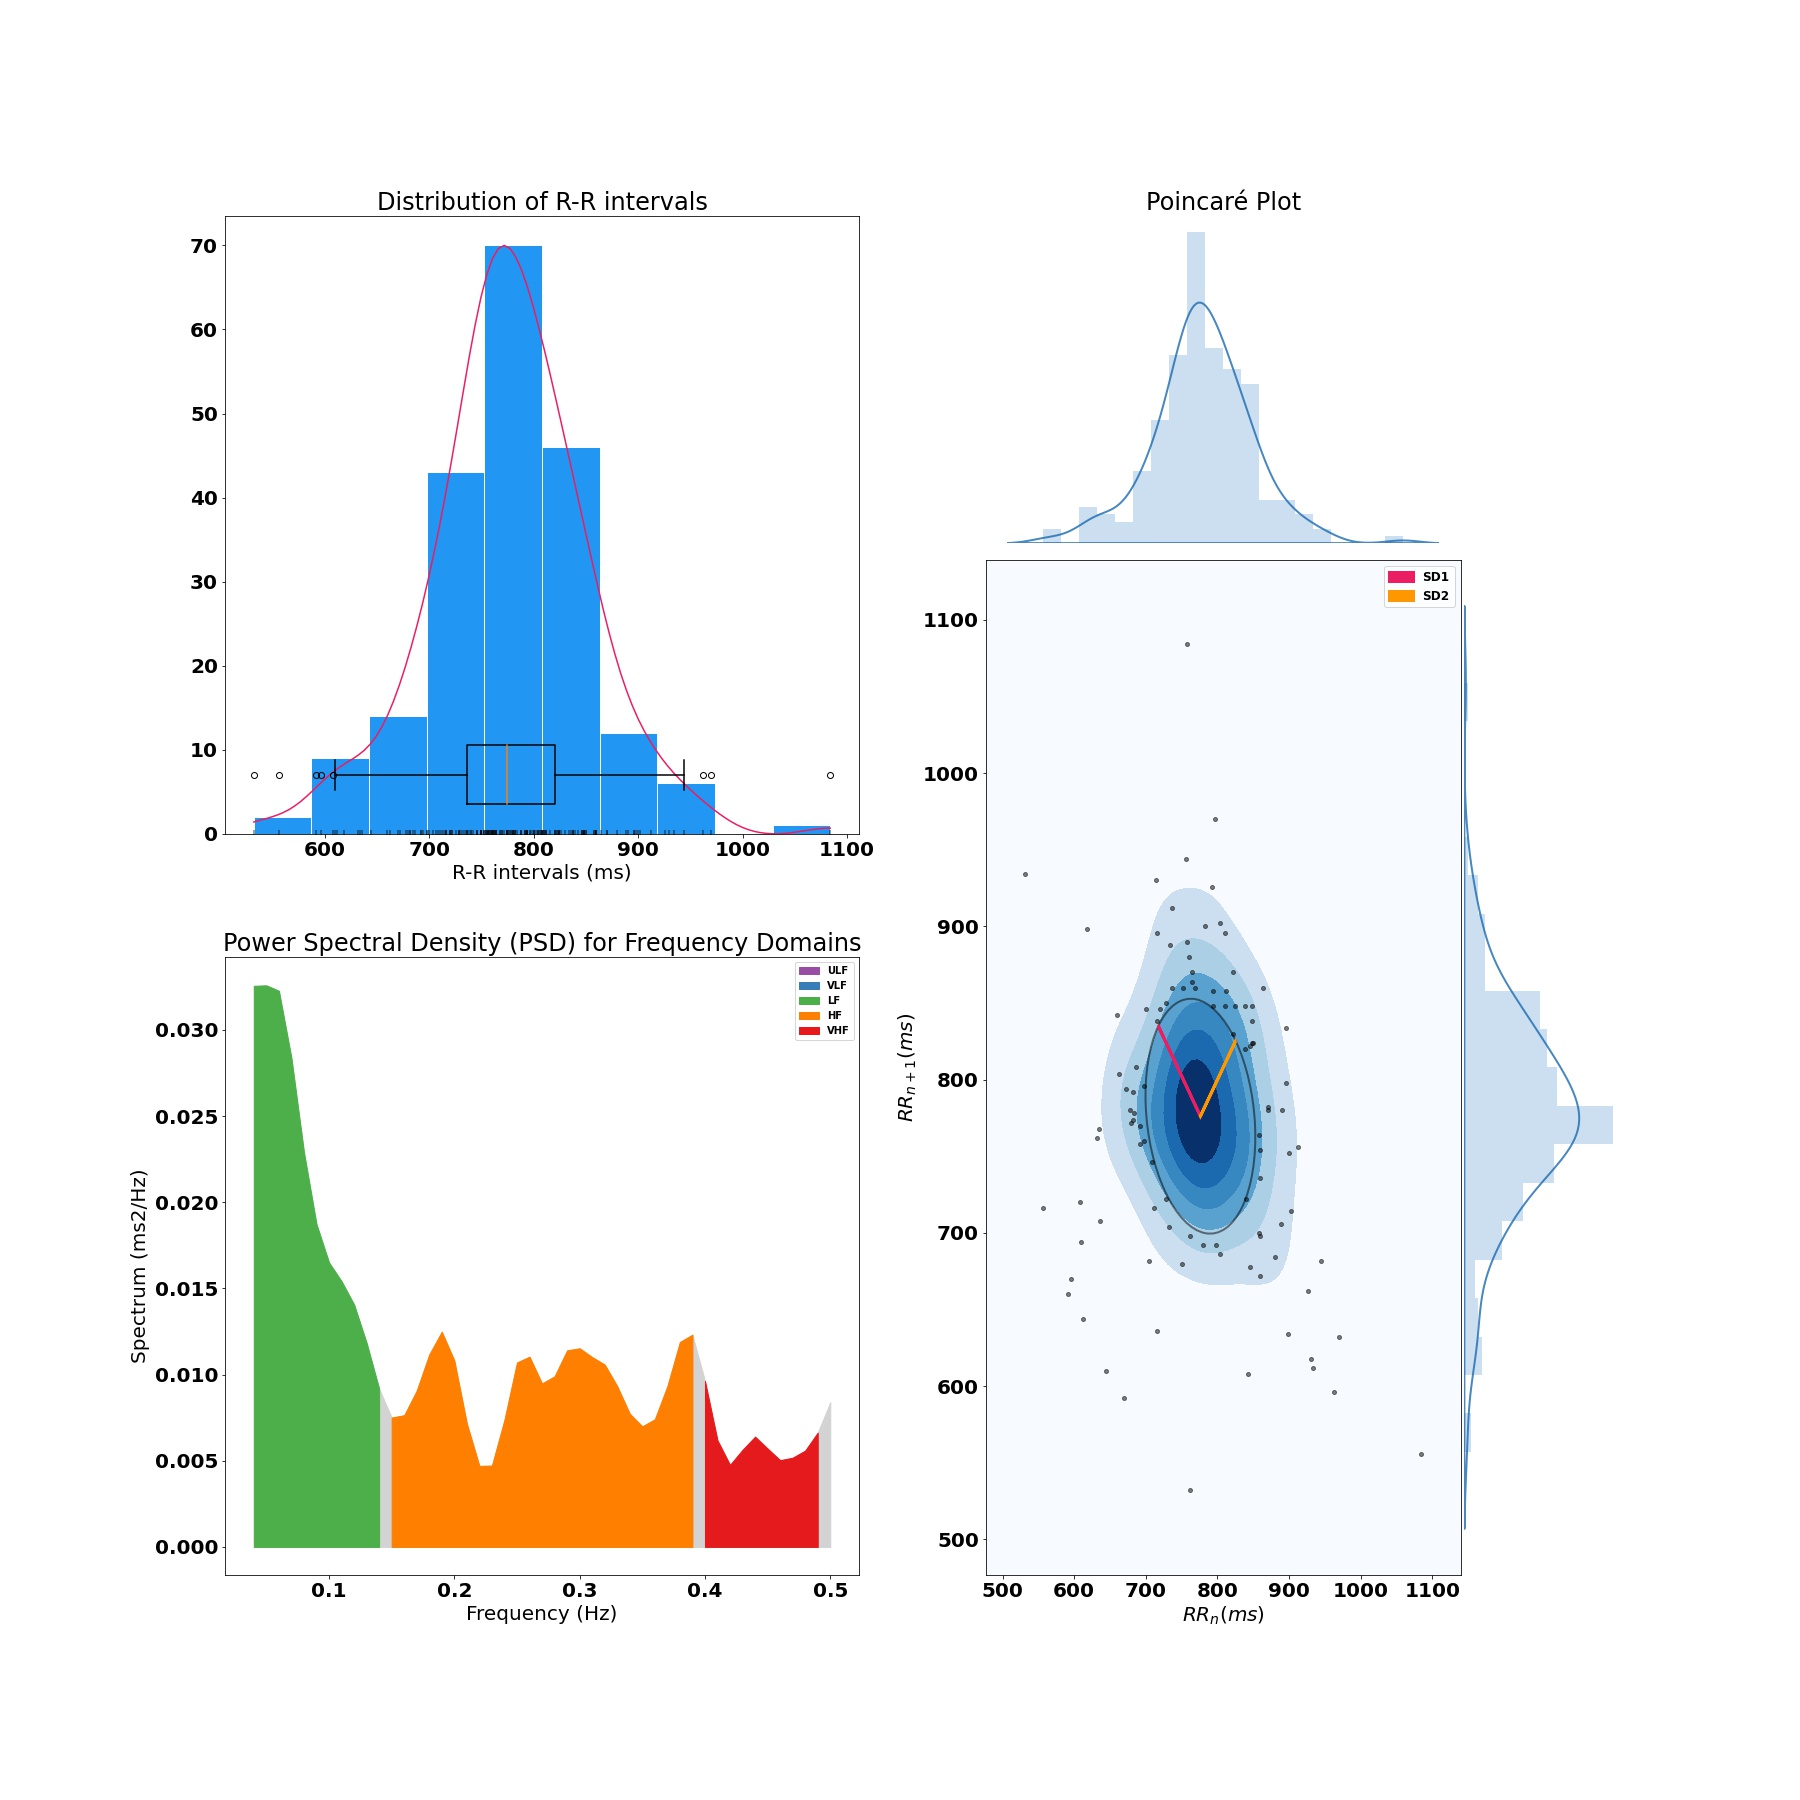 Distribution of R-R intervals
70
60
50
40
30
20
10
0
600 700 800 900 1000 1100
R-R intervals (ms)
Poincaré Plot
SD1
SD2
1100
1000
900
800
700
600
500
RRn+1(ms)
500 600 700 800 900 1000 1100
RRn(ms)
Power Spectral Density (PSD) for Frequency Domains
ULF
VLF
LF
HF
VHF
0.030
0.025
0.020
0.015
0.010
0.005
0.000
Spectrum (ms2/Hz)
0.1 0.2 0.3 0.4 0.5
Frequency (Hz)